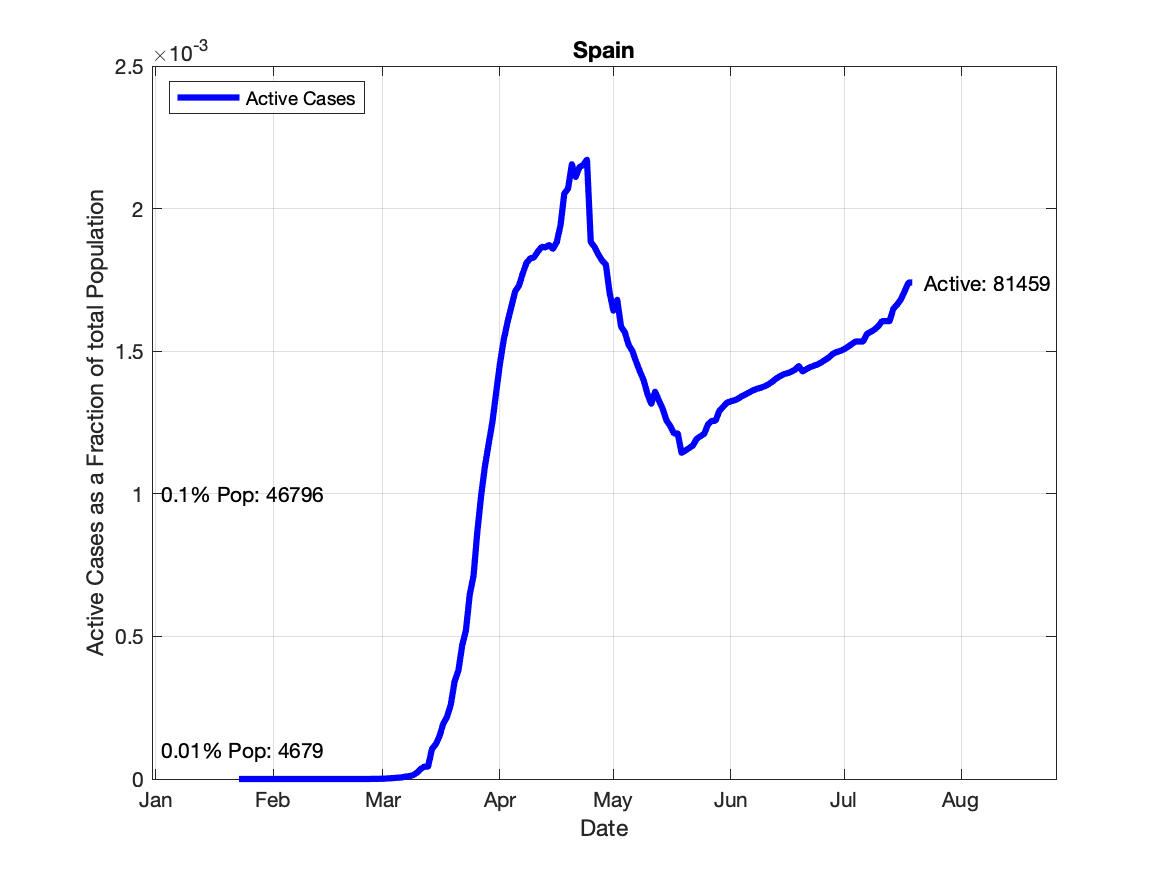 Spain
×10-3
2.5
2
1.5
1
0.5
0
Active Cases
Active: 81459
0.1% Pop: 46796
0.01% Pop: 4679
Active Cases as a Fraction of total Population
Jan Feb Mar Apr May Jun Jul Aug
Date